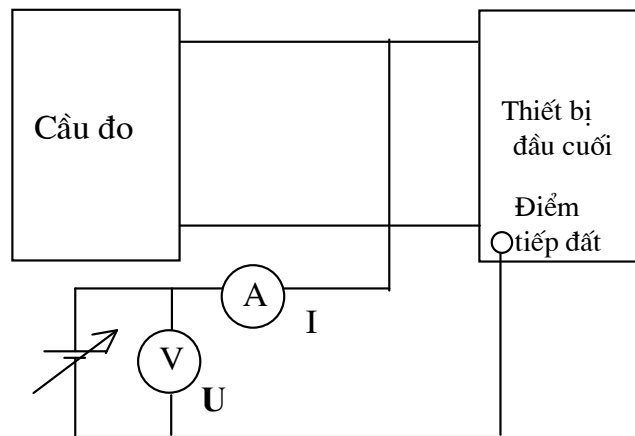 Cầu đo
Thiết bị
đầu cuối
Điểm
tiếp đất
A
I
V
U